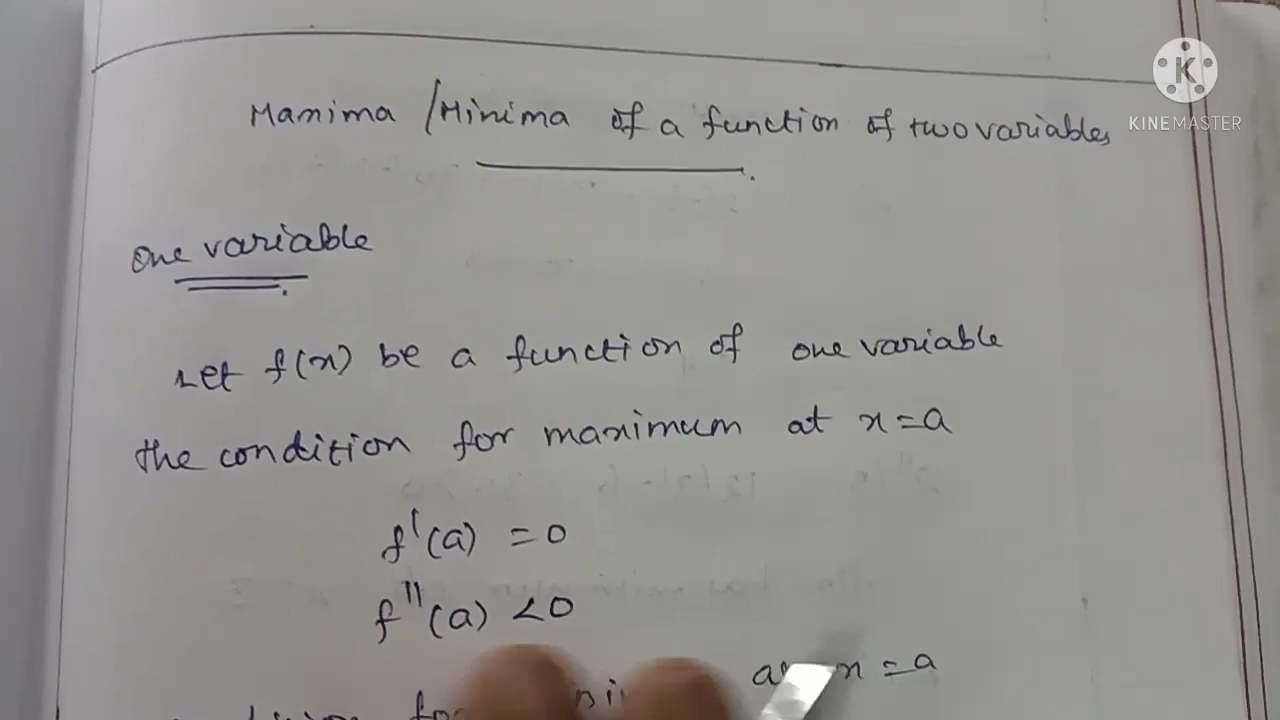 K
KINEMASTER
Maxima /Minima of a function of two variables
One variable
Let f(x) be a function of one variable
the condition for maximum at x=a
f'(a) =0
f''(a) <0
x=a